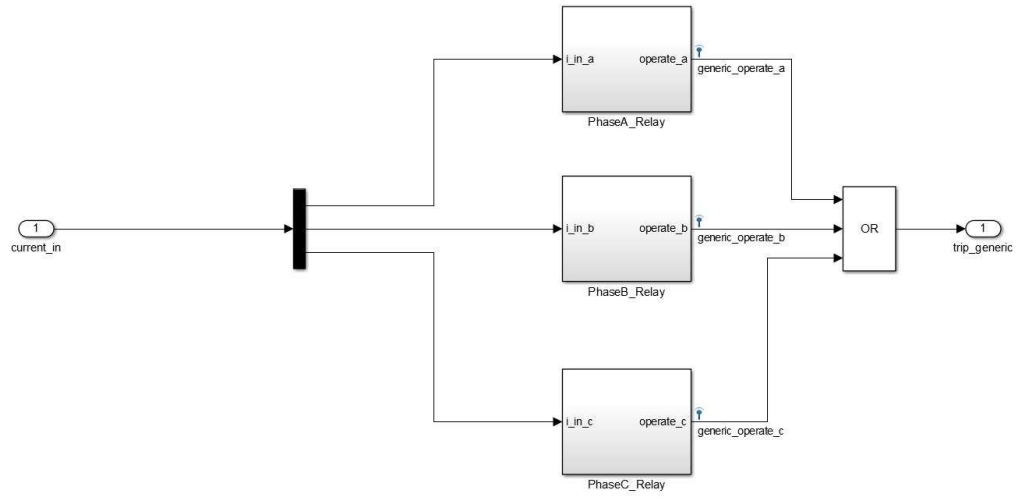 i_in_a operate_a
generic_operate_a
PhaseA_Relay
1
current_in
i_in_b operate_b
generic_operate_b
PhaseB_Relay
OR
1
trip_generic
i_in_c operate_c
generic_operate_c
PhaseC_Relay